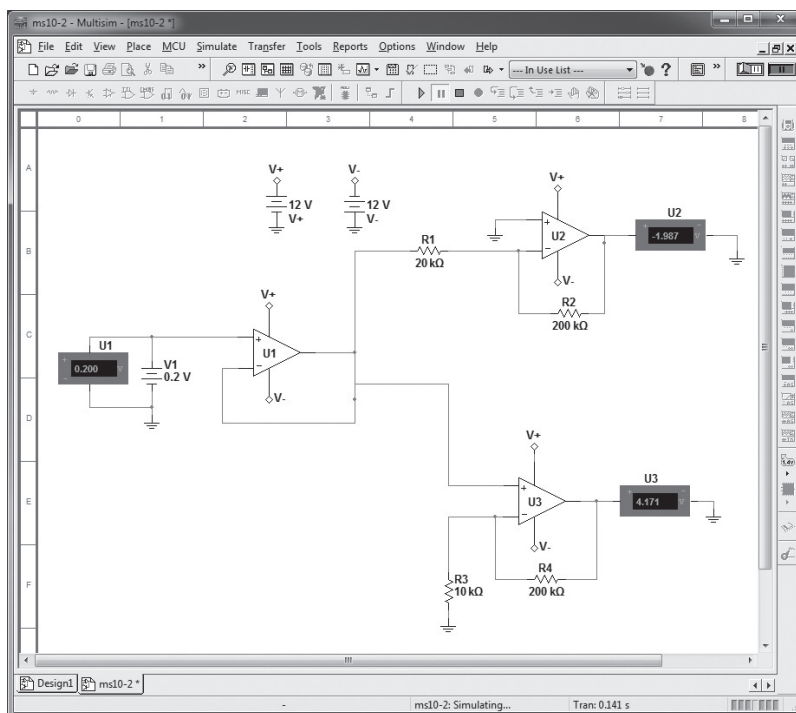 ms10-2 - Multisim - [ms10-2 *]
File Edit View Place MCU Simulate Transfer Tools Reports Options Window Help
--- In Use List ---
0 1 2 3 4 5 6 7 8
A
V+ V- V+
12 V 12 V U2
V+ V- U2 -1.987 V
B
R1
20 kΩ
V-
V+ R2
200 kΩ
C
U1 U1
0.200 V V1
0.2 V
V-
D
V+
U3
E
U3 4.171 V
V-
R4
R3 200 kΩ
10 kΩ
F
Design1 ms10-2 *
- ms10-2: Simulating... Tran: 0.141 s